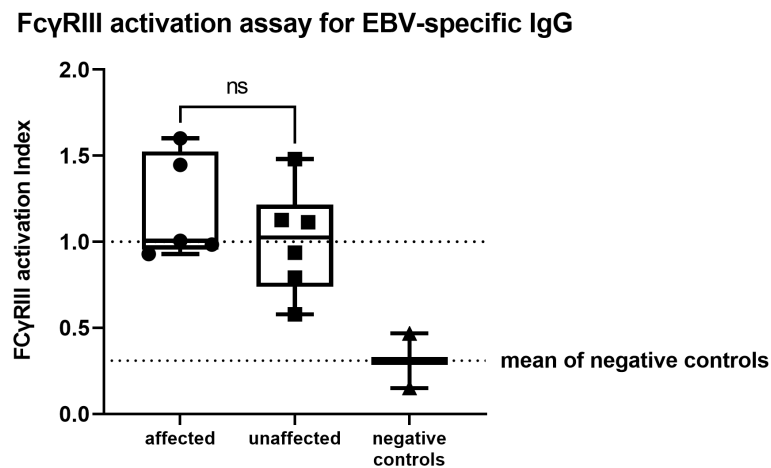 FcγRIII activation assay for EBV-specific IgG
FCγRIII activation Index
2.0
1.5
1.0
0.5
0.0
ns
mean of negative controls
affected
unaffected
negative
controls